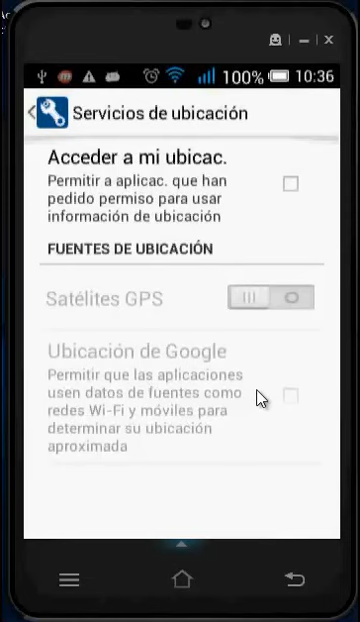 100% 10:36
Servicios de ubicación
Acceder a mi ubicac.
Permitir a aplicac. que han
pedido permiso para usar
información de ubicación
FUENTES DE UBICACIÓN
Satélites GPS
Ubicación de Google
Permitir que las aplicaciones
usen datos de fuentes como
redes Wi-Fi y móviles para
determinar su ubicación
aproximada